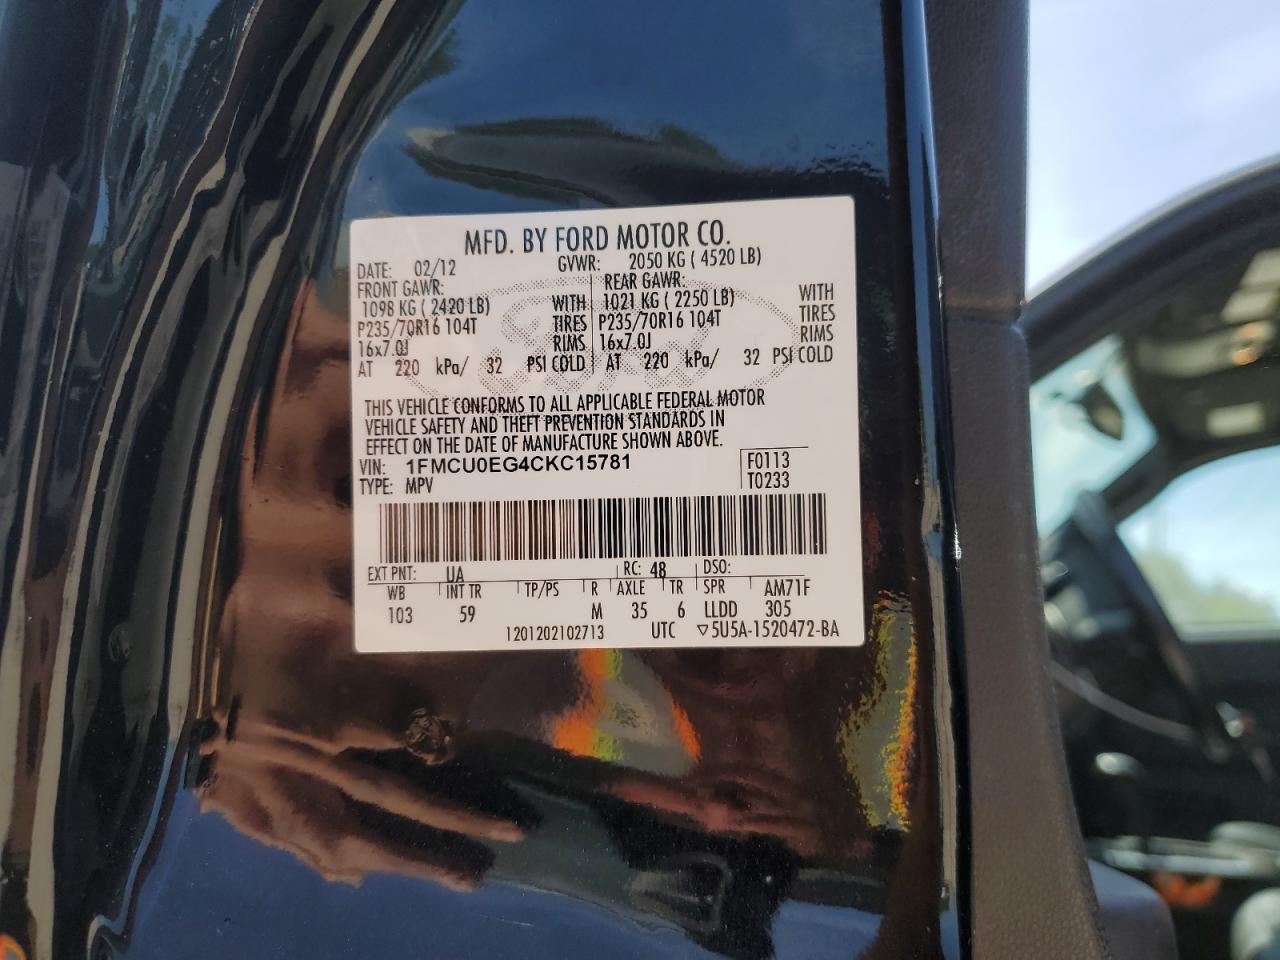 MFD. BY FORD MOTOR CO.
DATE: 02/12 GVWR: 2050 KG ( 4520 LB)
FRONT GAWR: REAR GAWR:
1098 KG ( 2420 LB) WITH 1021 KG ( 2250 LB) WITH
P235/70R16 104T TIRES P235/70R16 104T TIRES
16x7.0J RIMS 16x7.0J RIMS
AT 220 kPa/ 32 PSI COLD AT 220 kPa/ 32 PSI COLD
THIS VEHICLE CONFORMS TO ALL APPLICABLE FEDERAL MOTOR
VEHICLE SAFETY AND THEFT PREVENTION STANDARDS IN
EFFECT ON THE DATE OF MANUFACTURE SHOWN ABOVE.
VIN: 1FMCU0EG4CKC15781 F0113
TYPE: MPV T0233
EXT PNT: UA RC: 48 DSO:
WB INT TR TP/PS R AXLE TR SPR AM71F
103 59 M 35 6 LLDD 305
1201202102713 UTC ▽5U5A-1520472-BA